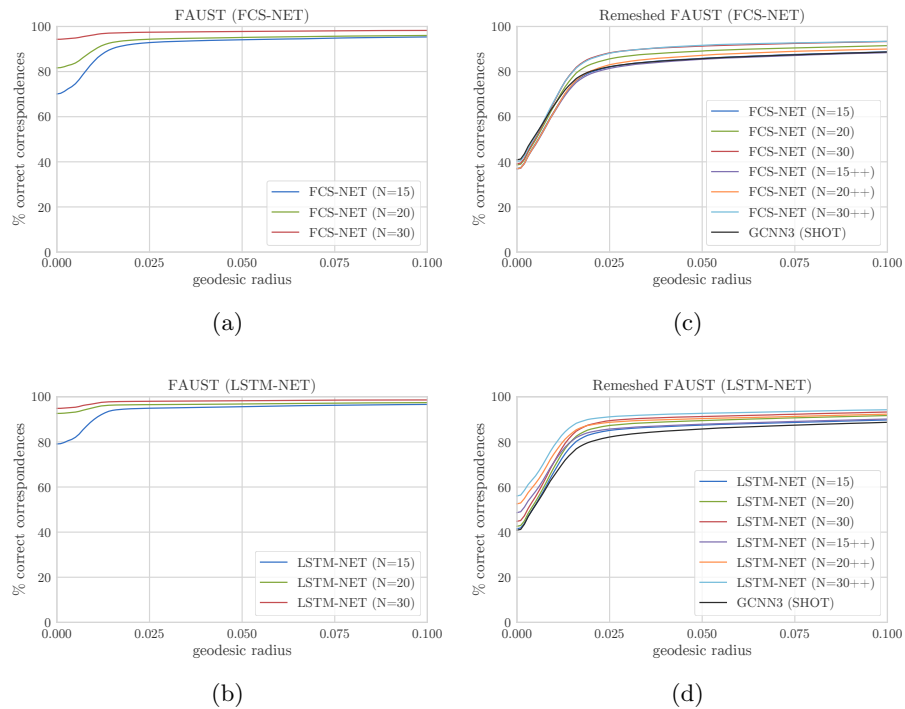 FAUST (FCS-NET)
% correct correspondences
100
80
60
40
20
0
FCS-NET (N=15)
FCS-NET (N=20)
FCS-NET (N=30)
0.000 0.025 0.050 0.075 0.100
geodesic radius
(a)
Remeshed FAUST (FCS-NET)
% correct correspondences
100
80
60
40
20
0
FCS-NET (N=15)
FCS-NET (N=20)
FCS-NET (N=30)
FCS-NET (N=15++)
FCS-NET (N=20++)
FCS-NET (N=30++)
GCNN3 (SHOT)
0.000 0.025 0.050 0.075 0.100
geodesic radius
(c)
FAUST (LSTM-NET)
% correct correspondences
100
80
60
40
20
0
LSTM-NET (N=15)
LSTM-NET (N=20)
LSTM-NET (N=30)
0.000 0.025 0.050 0.075 0.100
geodesic radius
(b)
Remeshed FAUST (LSTM-NET)
% correct correspondences
100
80
60
40
20
0
LSTM-NET (N=15)
LSTM-NET (N=20)
LSTM-NET (N=30)
LSTM-NET (N=15++)
LSTM-NET (N=20++)
LSTM-NET (N=30++)
GCNN3 (SHOT)
0.000 0.025 0.050 0.075 0.100
geodesic radius
(d)